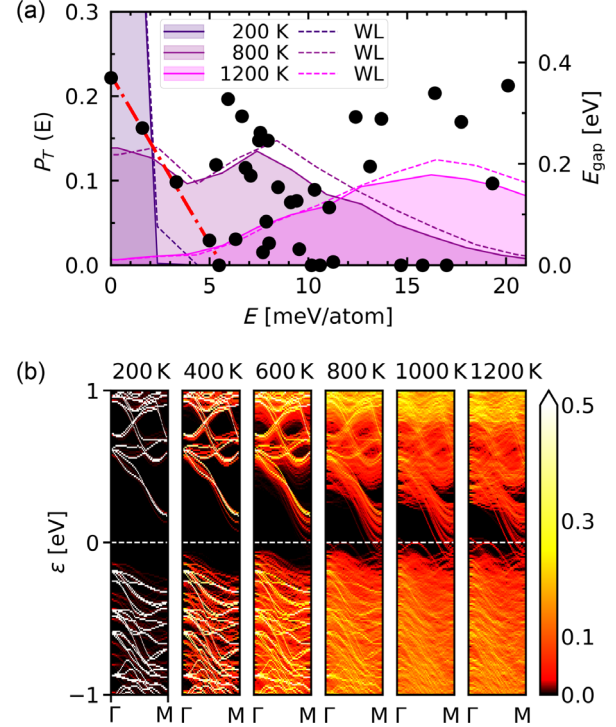 (a)
0.3
0.2
0.1
0.0
P_T (E)
200 K
WL
800 K
WL
1200 K
WL
0.4
0.2
0.0
E_gap [eV]
0
5
10
15
20
E [meV/atom]
(b)
200 K
400 K
600 K
800 K
1000 K
1200 K
1
0
−1
ε [eV]
Γ
M
Γ
M
Γ
M
Γ
M
Γ
M
Γ
M
0.5
0.3
0.1
0.0